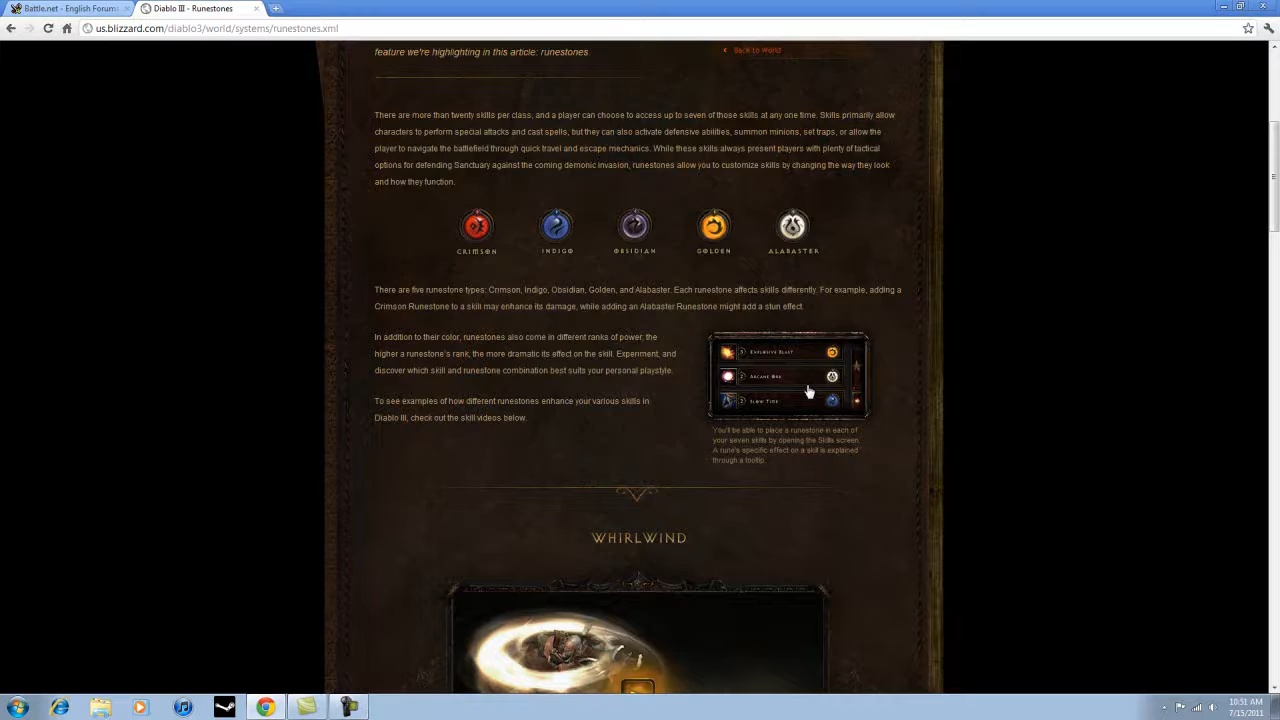 Battle.net - English Forums
Diablo III - Runestones
us.blizzard.com/diablo3/world/systems/runestones.xml
feature we're highlighting in this article: runestones.
Back to World
There are more than twenty skills per class, and a player can choose to access up to seven of those skills at any one time. Skills primarily allow
characters to perform special attacks and cast spells, but they can also activate defensive abilities, summon minions, set traps, or allow the
player to navigate the battlefield through quick travel and escape mechanics. While these skills always present players with plenty of tactical
options for defending Sanctuary against the coming demonic invasion, runestones allow you to customize skills by changing the way they look
and how they function.
CRIMSON INDIGO OBSIDIAN GOLDEN ALABASTER
There are five runestone types: Crimson, Indigo, Obsidian, Golden, and Alabaster. Each runestone affects skills differently. For example, adding a
Crimson Runestone to a skill may enhance its damage, while adding an Alabaster Runestone might add a stun effect.
In addition to their color, runestones also come in different ranks of power; the
higher a runestone's rank, the more dramatic its effect on the skill. Experiment, and
discover which skill and runestone combination best suits your personal playstyle.
To see examples of how different runestones enhance your various skills in
Diablo III, check out the skill videos below.
EXPLOSIVE BLAST
ARCANE ORB
SLOW TIME
You'll be able to place a runestone in each of
your seven skills by opening the Skills screen.
A rune's specific effect on a skill is explained
through a tooltip.
WHIRLWIND
10:51 AM
7/15/2011